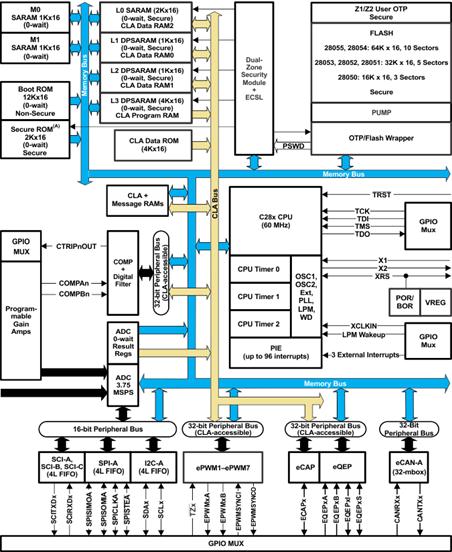 M0
SARAM 1Kx16
(0-wait)
M1
SARAM 1Kx16
(0-wait)
Boot ROM
12Kx16
(0-wait)
Non-Secure
Secure ROM(A)
2Kx16
(0-wait)
Secure
Memory Bus
L0 SARAM (2Kx16)
(0-wait, Secure)
CLA Data RAM2
L1 DPSARAM (1Kx16)
(0-wait, Secure)
CLA Data RAM0
L2 DPSARAM (1Kx16)
(0-wait, Secure)
CLA Data RAM1
L3 DPSARAM (4Kx16)
(0-wait, Secure)
CLA Program RAM
CLA Data ROM
(4Kx16)
Dual-
Zone
Security
Module
+
ECSL
Z1/Z2 User OTP
Secure
FLASH
28055, 28054: 64K x 16, 10 Sectors
28053, 28052, 28051: 32K x 16, 5 Sectors
28050: 16K x 16, 3 Sectors
Secure
PUMP
OTP/Flash Wrapper
PSWD
Memory Bus
CLA +
Message RAMs
CLA Bus
C28x CPU
(60 MHz)
CPU Timer 0
CPU Timer 1
CPU Timer 2
PIE
(up to 96 interrupts)
OSC1,
OSC2,
Ext,
PLL,
LPM,
WD
TRST
TCK
TDI
TMS
TDO
GPIO
Mux
X1
X2
XRS
POR/
BOR
VREG
XCLKIN
LPM Wakeup
3 External Interrupts
GPIO
Mux
GPIO
MUX
CTRIPnOUT
COMPAn
COMPBn
Program-
mable
Gain
Amps
COMP
+
Digital
Filter
32-bit Peripheral Bus
(CLA-accessible)
ADC
0-wait
Result
Regs
ADC
3.75
MSPS
Memory Bus
16-bit Peripheral Bus
32-bit Peripheral Bus
(CLA-accessible)
32-bit Peripheral Bus
(CLA-accessible)
32-Bit
Peripheral Bus
SCI-A,
SCI-B, SCI-C
(4L FIFO)
SPI-A
(4L FIFO)
I2C-A
(4L FIFO)
ePWM1–ePWM7
eCAP
eQEP
eCAN-A
(32-mbox)
SCITXDx
SCIRXDx
SPISIMOA
SPISOMIA
SPICLKA
SPISTEA
SDAx
SCLx
TZx
EPWMxA
EPWMxB
EPWMSYNCI
EPWMSYNCO
ECAPx
EQEPxA
EQEPxB
EQEPxI
EQEPxS
CANRXx
CANTXx
GPIO MUX